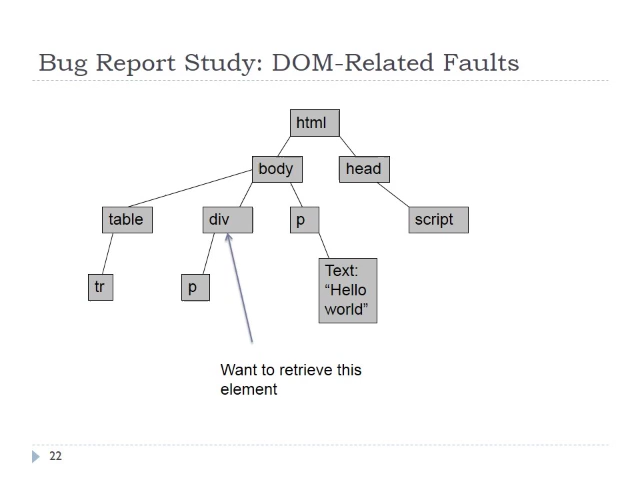 Bug Report Study: DOM-Related Faults
html
body
head
table
div
p
script
tr
p
Text:
“Hello
world”
Want to retrieve this
element
22